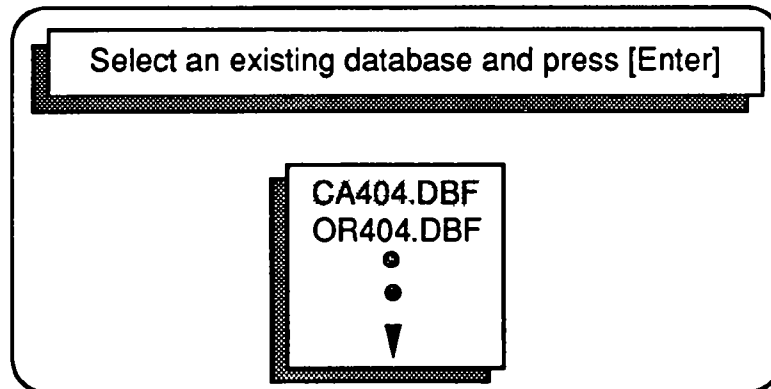 Select an existing database and press [Enter]
CA404.DBF
OR404.DBF